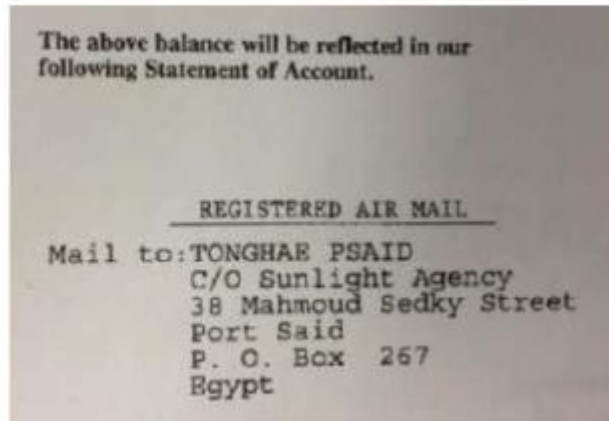 The above balance will be reflected in our
following Statement of Account.
REGISTERED AIR MAIL
Mail to:TONGHAE PSAID
C/O Sunlight Agency
38 Mahmoud Sedky Street
Port Said
P. O. Box 267
Egypt